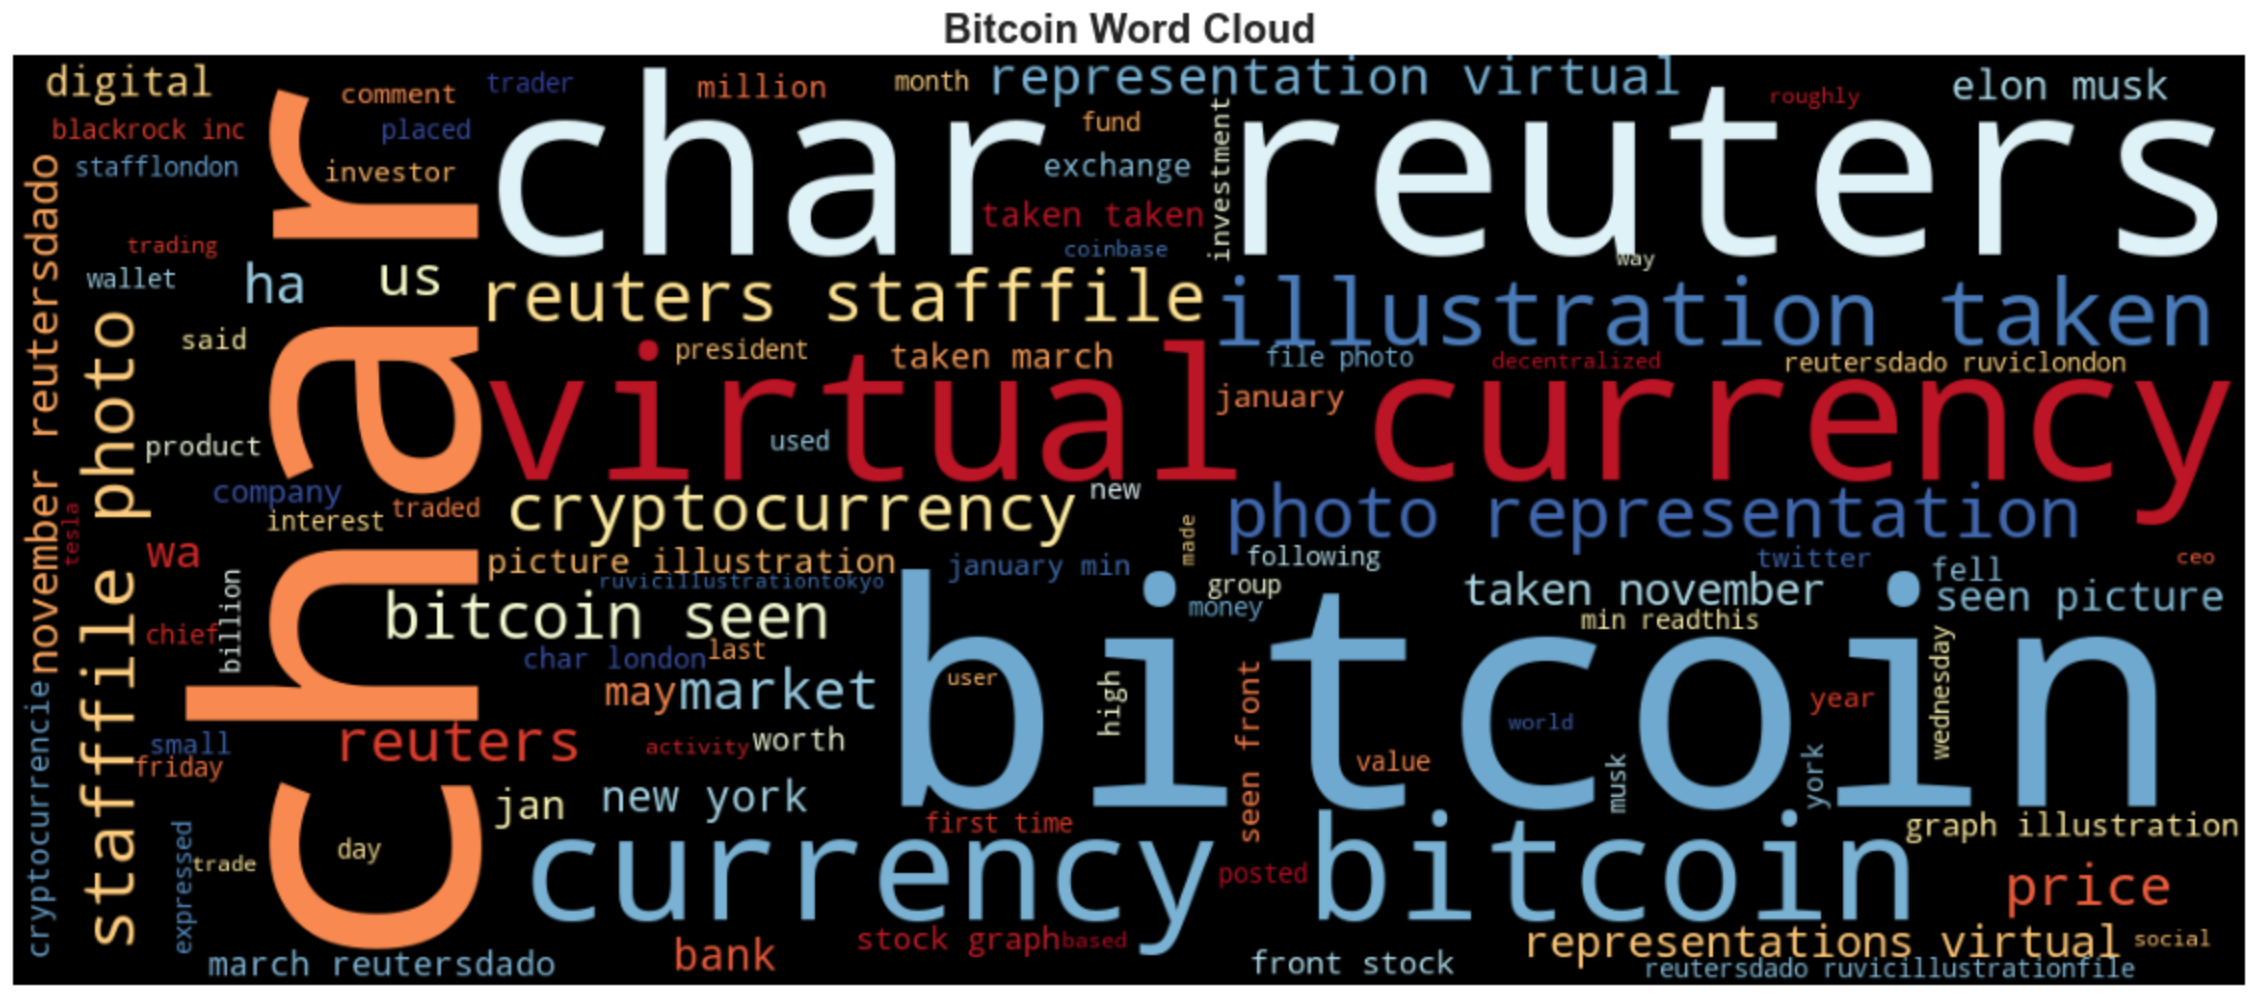 Bitcoin Word Cloud
digital
comment
trader
million
month
representation virtual
roughly
elon musk
blackrock inc
placed
char
fund
reuters
stafflondon
investor
exchange
investment
taken taken
coinbase
way
trading
wallet
ha
us
char
november reutersdado
reuters stafffile
illustration taken
said
stafffile photo
president
taken march
file photo
decentralized
reutersdado ruviclondon
virtual currency
january
used
product
company
interest
traded
cryptocurrency
new
photo representation
tesla
wa
made
picture illustration
january min
following
twitter
ceo
ruvicillustrationtokyo
group
money
taken november
fell
seen picture
billion
chief
bitcoin seen
min readthis
bitcoin
char london
last
may
market
user
high
seen front
world
year
wednesday
cryptocurrencie
small
friday
reuters
activity
worth
value
musk
york
jan
new york
first time
graph illustration
expressed
trade
day
currency
posted
bitcoin
price
march reutersdado
bank
stock graph
based
front stock
representations virtual
social
reutersdado ruvicillustrationfile